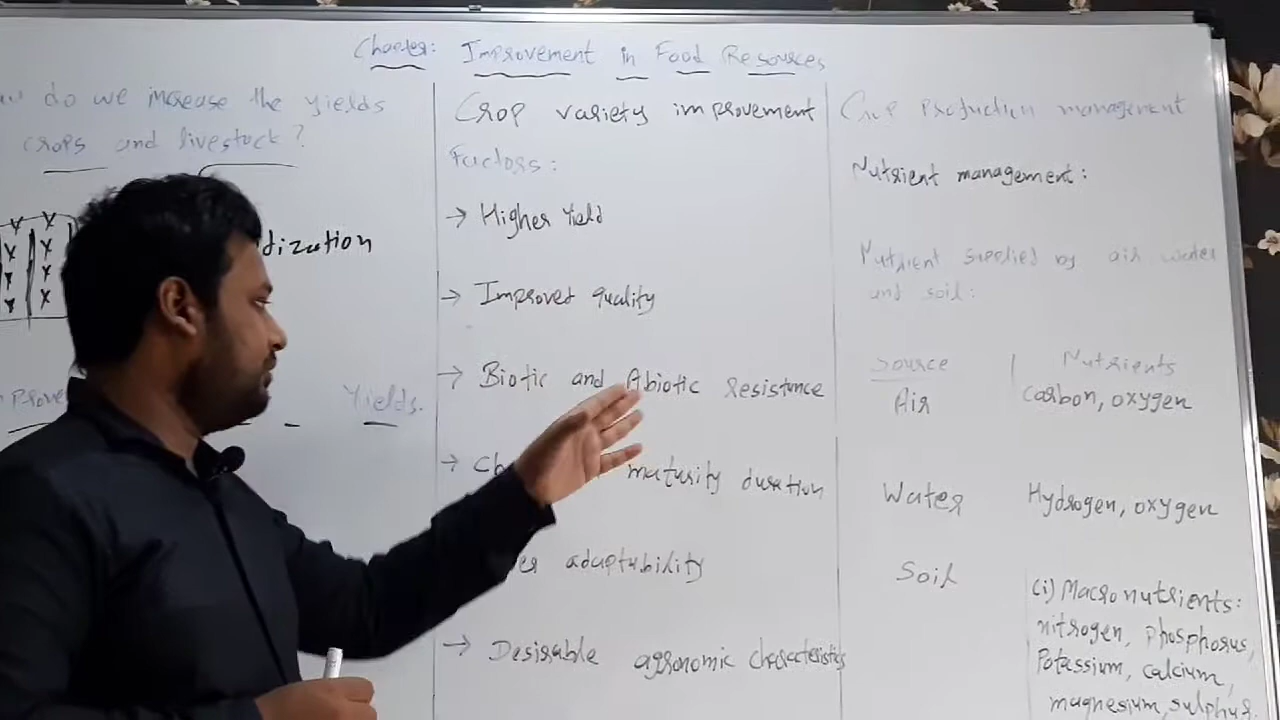 Chapter: Improvement in Food Resources
do we increase the yields
crops and livestock?
Yields.
Crop variety improvement
Factors:
→ Higher Yield
→ Improved quality
→ Biotic and Abiotic resistance
→ maturity duration
adaptability
→ Desirable agronomic characteristics
Crop Production management
Nutrient management:
Nutrient supplied by air water
and soil:
Source | Nutrients
Air Carbon, oxygen
Water Hydrogen, oxygen
Soil (i) Macronutrients:
nitrogen, phosphorus,
Potassium, calcium,
magnesium, sulphur.